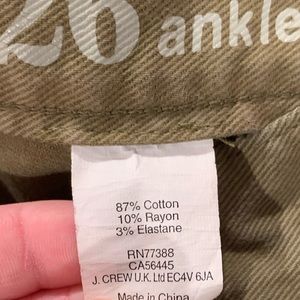 26 ankle
87% Cotton
10% Rayon
3% Elastane
RN77388
CA56445
J. CREW U.K. Ltd EC4V 6JA
Made in China